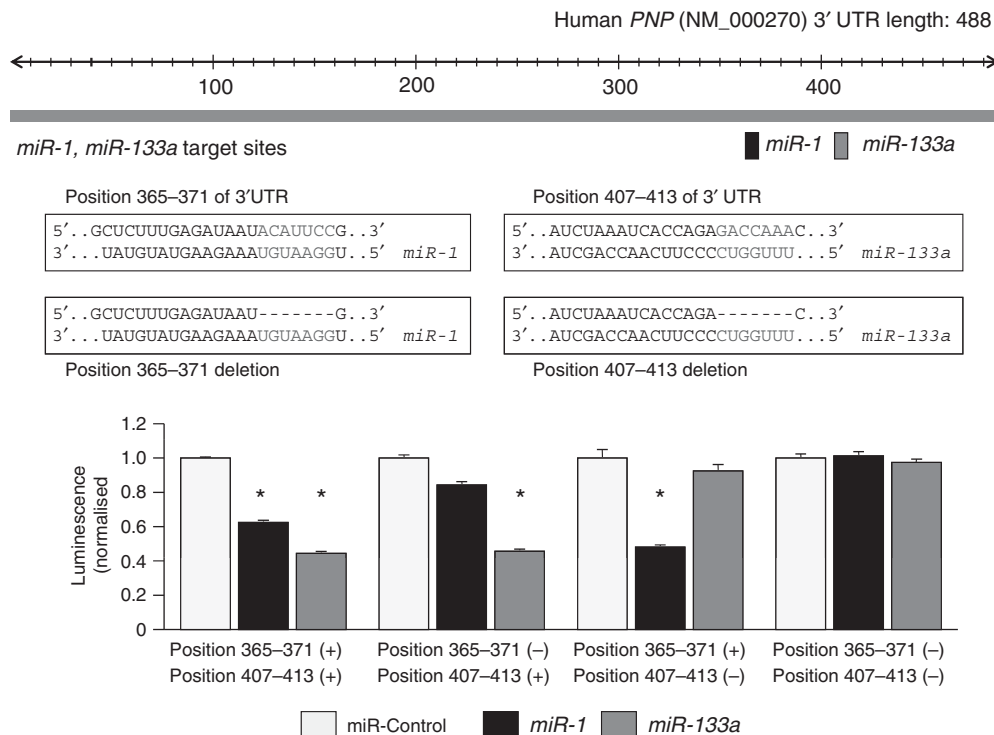 Human PNP (NM_000270) 3′ UTR length: 488
100 200 300 400
miR-1, miR-133a target sites
miR-1 miR-133a
Position 365–371 of 3′UTR
5′..GCUCUUUGAGAUAAUACAUUCCG..3′
3′...UAUGUAUGAAGAAAUGUAAGGU..5′ miR-1
Position 407–413 of 3′ UTR
5′..AUCUAAAUCACCAGAGACCAAAC..3′
3′..AUCGACCAACUUCCCCUGGUUU...5′ miR-133a
5′..GCUCUUUGAGAUAAU-------G..3′
3′...UAUGUAUGAAGAAAUGUAAGGU..5′ miR-1
Position 365–371 deletion
5′..AUCUAAAUCACCAGA-------C..3′
3′..AUCGACCAACUUCCCCUGGUUU...5′ miR-133a
Position 407–413 deletion
Luminescence
(normalised
1.2
1.0
0.8
0.6
0.4
0.2
0
* * * *
Position 365–371 (+) Position 365–371 (–) Position 365–371 (+) Position 365–371 (–)
Position 407–413 (+) Position 407–413 (+) Position 407–413 (–) Position 407–413 (–)
miR-Control miR-1 miR-133a